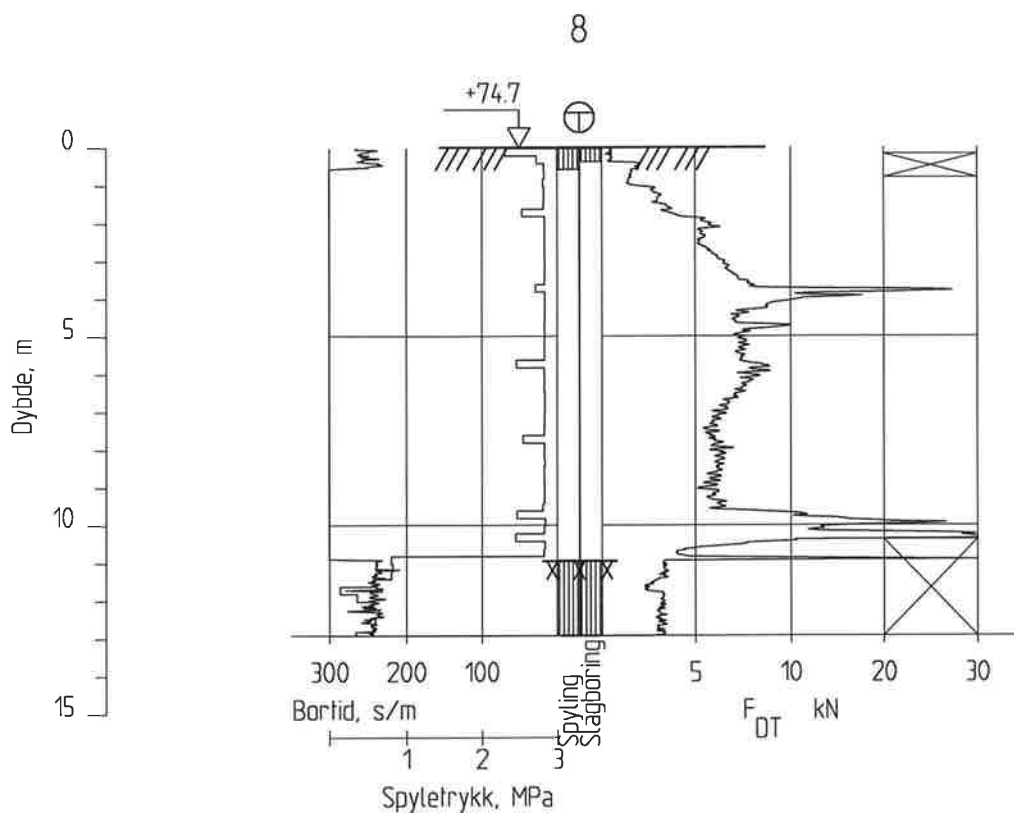 8
+74.7
0
5
10
15
Dybde, m
300 200 100
5 10 20 30
Bortid, s/m
Spyling
Slagboring
F_DT kN
1 2 3
Spyletrykk, MPa